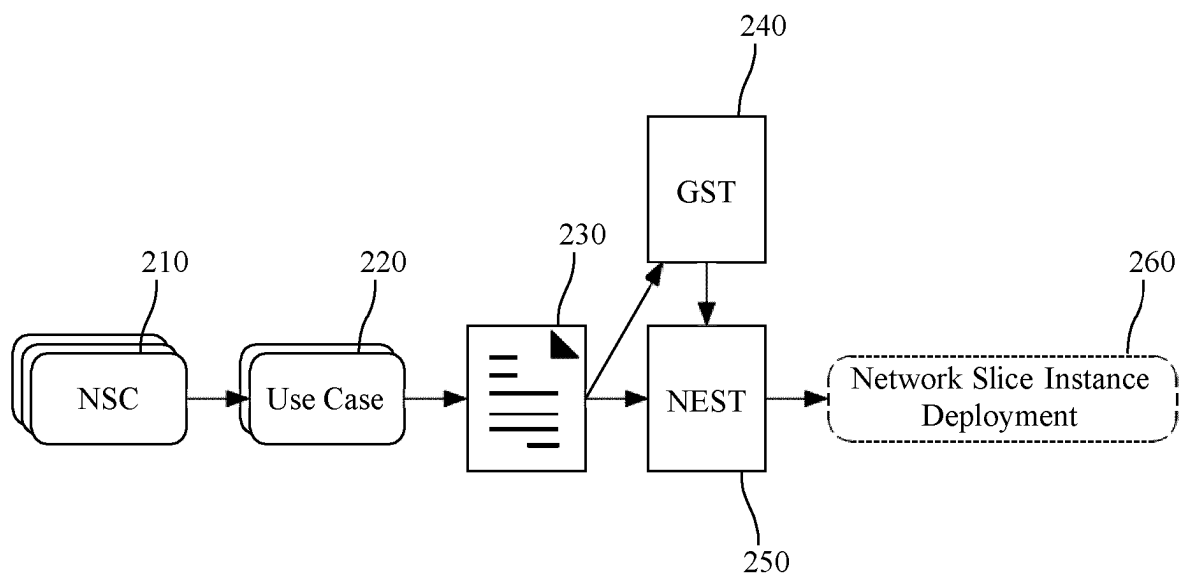 240
GST
210
220
230
260
NSC
Use Case
NEST
Network Slice Instance
Deployment
250